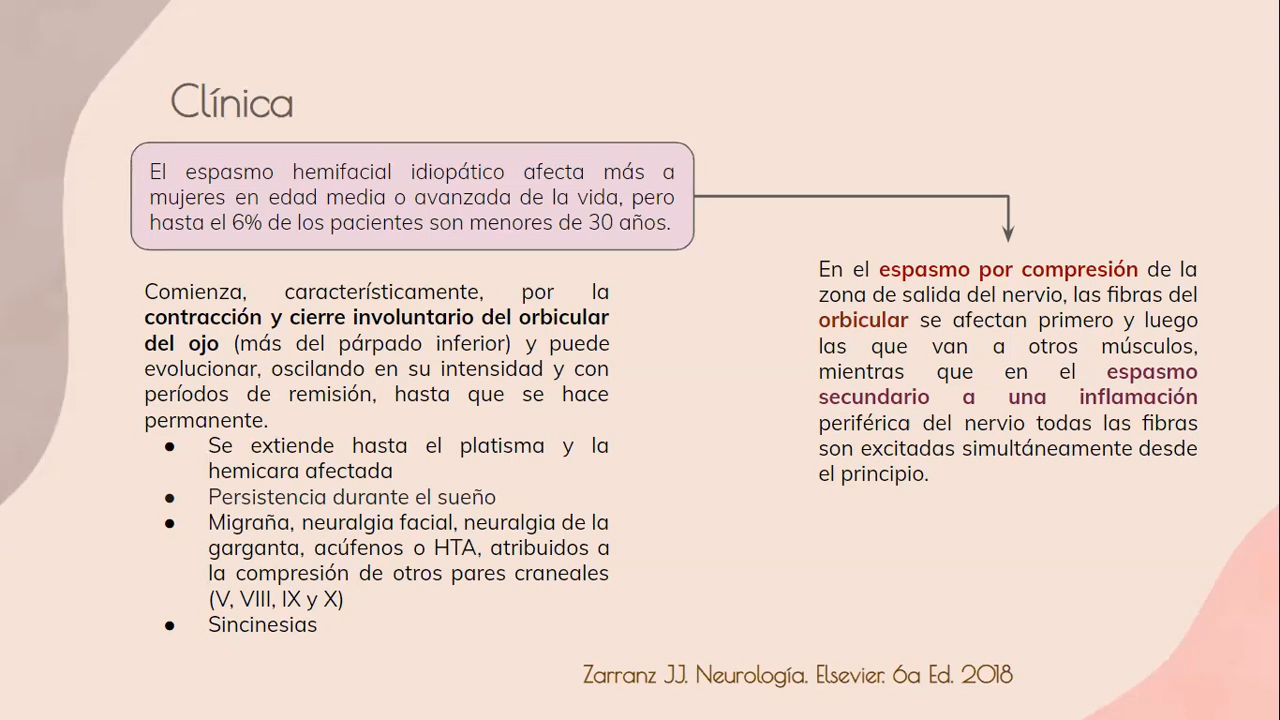 Clínica
El espasmo hemifacial idiopático afecta más a
mujeres en edad media o avanzada de la vida, pero
hasta el 6% de los pacientes son menores de 30 años.
Comienza, característicamente, por la
contracción y cierre involuntario del orbicular
del ojo (más del párpado inferior) y puede
evolucionar, oscilando en su intensidad y con
períodos de remisión, hasta que se hace
permanente.
● Se extiende hasta el platisma y la
hemicara afectada
● Persistencia durante el sueño
● Migraña, neuralgia facial, neuralgia de la
garganta, acúfenos o HTA, atribuidos a
la compresión de otros pares craneales
(V, VIII, IX y X)
● Sincinesias
En el espasmo por compresión de la
zona de salida del nervio, las fibras del
orbicular se afectan primero y luego
las que van a otros músculos,
mientras que en el espasmo
secundario a una inflamación
periférica del nervio todas las fibras
son excitadas simultáneamente desde
el principio.
Zarranz JJ. Neurología. Elsevier. 6a Ed. 2018